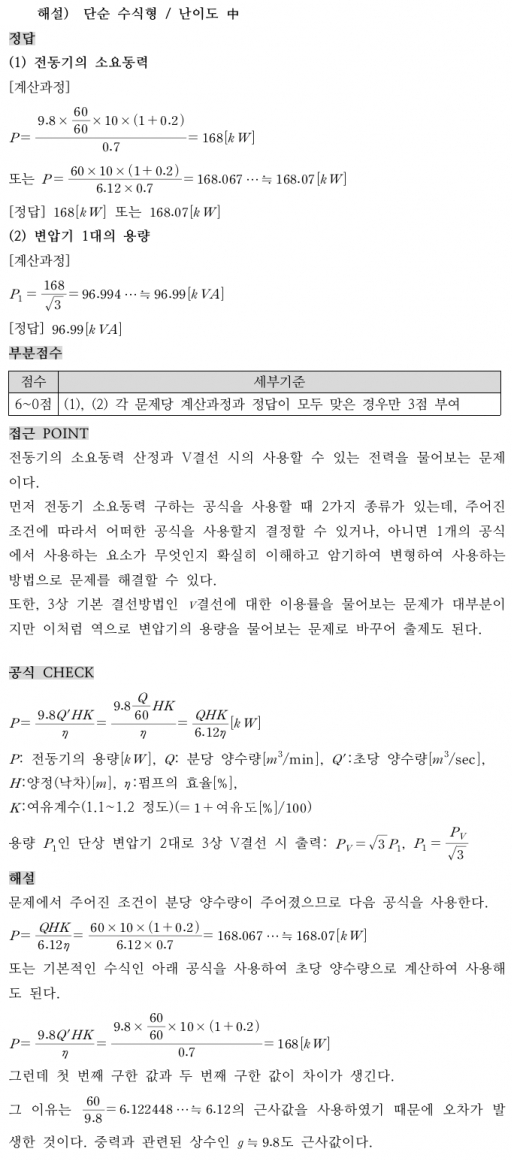 해설) 단순 수식형 / 난이도 中
정답
(1) 전동기의 소요동력
[계산과정]
P = \frac{9.8 × \frac{60}{60} × 10 × (1+0.2)}{0.7} = 168[kW]
또는 P = \frac{60×10×(1+0.2)}{6.12×0.7} = 168.067 ⋯ ≒ 168.07[kW]
[정답] 168[kW] 또는 168.07[kW]
(2) 변압기 1대의 용량
[계산과정]
P₁ = \frac{168}{\sqrt{3}} = 96.994 ⋯ ≒ 96.99[kVA]
[정답] 96.99[kVA]
부분점수
점수 세부기준
6~0점 (1), (2) 각 문제당 계산과정과 정답이 모두 맞은 경우만 3점 부여
접근 POINT
전동기의 소요동력 산정과 V결선 시의 사용할 수 있는 전력을 물어보는 문제
이다.
먼저 전동기 소요동력 구하는 공식을 사용할 때 2가지 종류가 있는데, 주어진
조건에 따라서 어떠한 공식을 사용할지 결정할 수 있거나, 아니면 1개의 공식
에서 사용하는 요소가 무엇인지 확실히 이해하고 암기하여 변형하여 사용하는
방법으로 문제를 해결할 수 있다.
또한, 3상 기본 결선방법인 V결선에 대한 이용률을 물어보는 문제가 대부분이
지만 이처럼 역으로 변압기의 용량을 물어보는 문제로 바꾸어 출제도 된다.
공식 CHECK
P = \frac{9.8Q′HK}{η} = \frac{9.8\frac{Q}{60}HK}{η} = \frac{QHK}{6.12η}[kW]
P: 전동기의 용량[kW], Q: 분당 양수량[m³/min], Q′:초당 양수량[m³/sec],
H:양정(낙차)[m], η:펌프의 효율[%],
K:여유계수(1.1~1.2 정도)(= 1+여유도[%]/100)
용량 P₁인 단상 변압기 2대로 3상 V결선 시 출력: P_V = \sqrt{3}P₁, P₁ = \frac{P_V}{\sqrt{3}}
해설
문제에서 주어진 조건이 분당 양수량이 주어졌으므로 다음 공식을 사용한다.
P = \frac{QHK}{6.12η} = \frac{60×10×(1+0.2)}{6.12×0.7} = 168.067 ⋯ ≒ 168.07[kW]
또는 기본적인 수식인 아래 공식을 사용하여 초당 양수량으로 계산하여 사용해
도 된다.
P = \frac{9.8Q′HK}{η} = \frac{9.8 × \frac{60}{60} × 10 × (1+0.2)}{0.7} = 168[kW]
그런데 첫 번째 구한 값과 두 번째 구한 값이 차이가 생긴다.
그 이유는 \frac{60}{9.8} = 6.122448 ⋯ ≒ 6.12의 근사값을 사용하였기 때문에 오차가 발
생한 것이다. 중력과 관련된 상수인 g ≒ 9.8도 근사값이다.